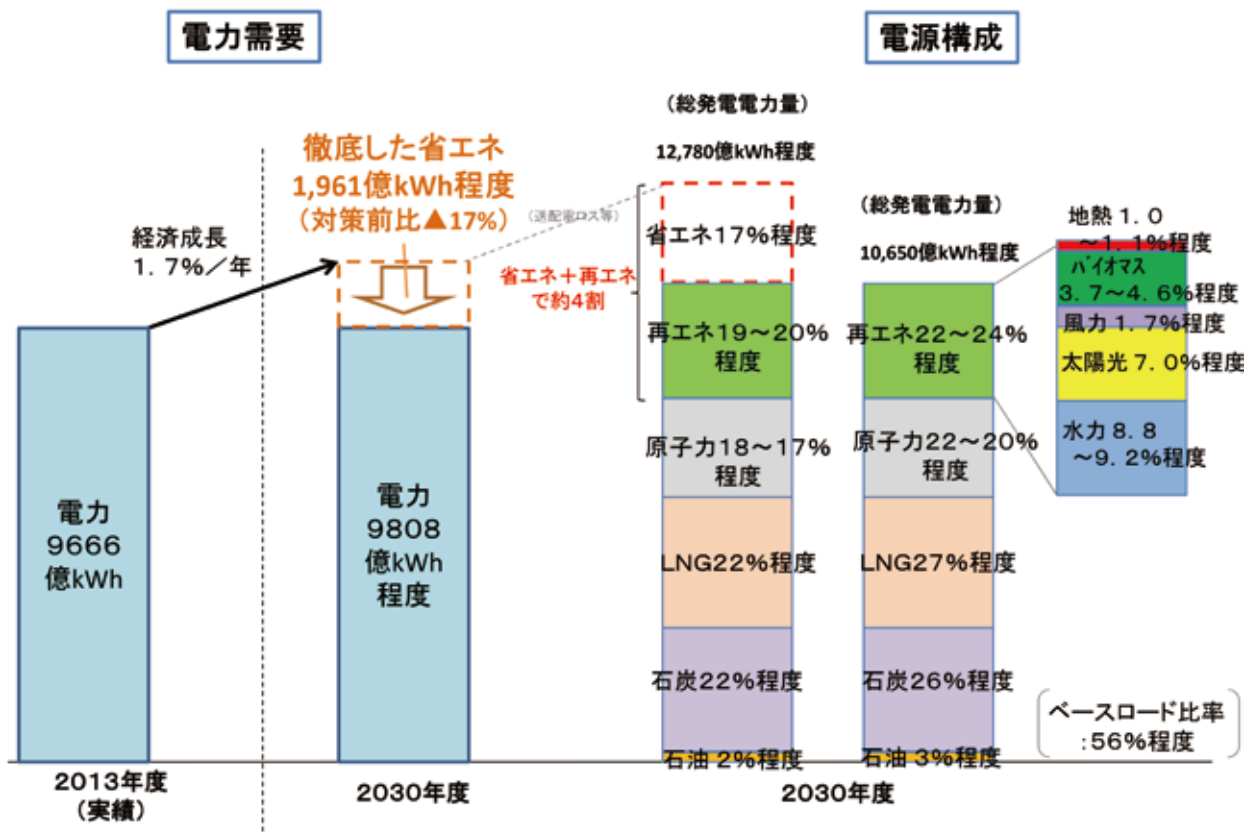 電力需要
電源構成
(総発電電力量)
12,780億kWh程度
徹底した省エネ
1,961億kWh程度
(対策前比▲17%)
(送配電ロス等)
経済成長
1.7%/年
省エネ+再エネ
で約4割
(総発電電力量)
10,650億kWh程度
電力
9666
億kWh
電力
9808
億kWh
程度
省エネ17%程度
再エネ19~20%
程度
原子力18~17%
程度
LNG22%程度
石炭22%程度
石油2%程度
再エネ22~24%
程度
原子力22~20%
程度
LNG27%程度
石炭26%程度
石油3%程度
地熱1.0
~1.1%程度
バイオマス
3.7~4.6%程度
風力1.7%程度
太陽光7.0%程度
水力8.8
~9.2%程度
ベースロード比率
:56%程度
2013年度
(実績)
2030年度
2030年度